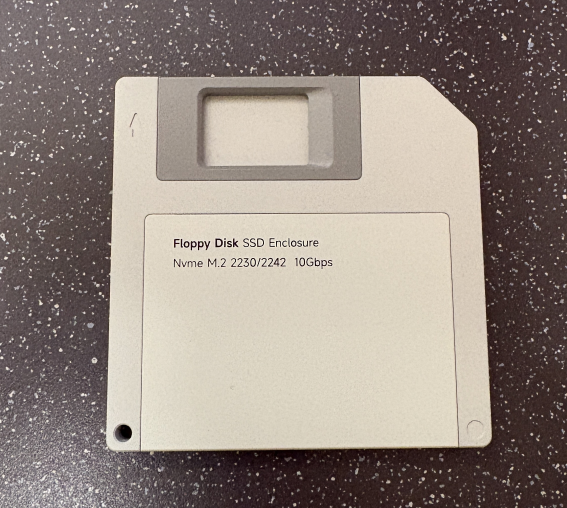 Floppy Disk SSD Enclosure
Nvme M.2 2230/2242 10Gbps